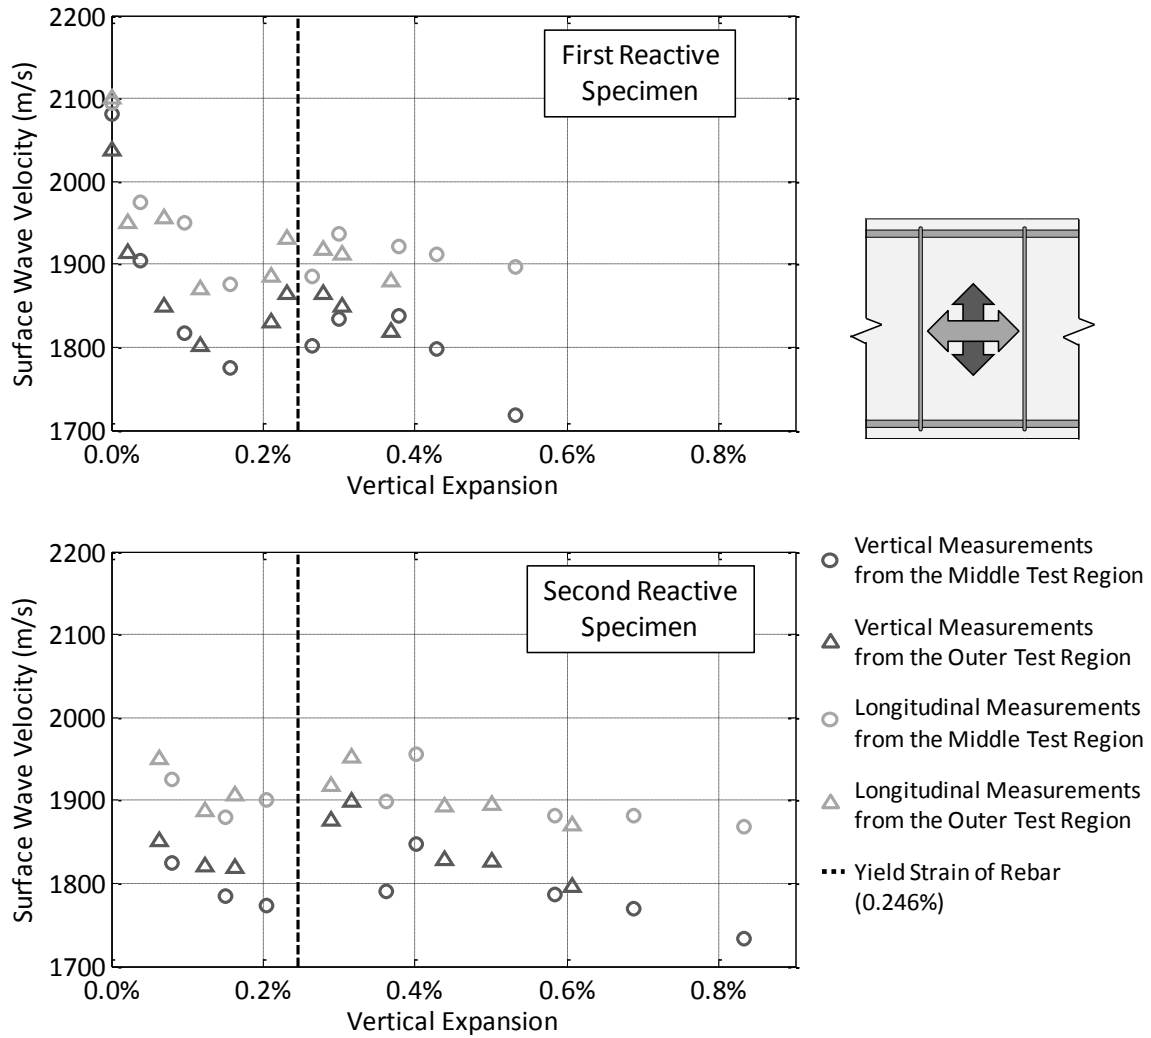 Surface Wave Velocity (m/s)
2200
2100
2000
1900
1800
1700
First Reactive
Specimen
0.0%
0.2%
0.4%
0.6%
0.8%
Vertical Expansion
Surface Wave Velocity (m/s)
2200
2100
2000
1900
1800
1700
Second Reactive
Specimen
0.0%
0.2%
0.4%
0.6%
0.8%
Vertical Expansion
Vertical Measurements
from the Middle Test Region
Vertical Measurements
from the Outer Test Region
Longitudinal Measurements
from the Middle Test Region
Longitudinal Measurements
from the Outer Test Region
Yield Strain of Rebar
(0.246%)